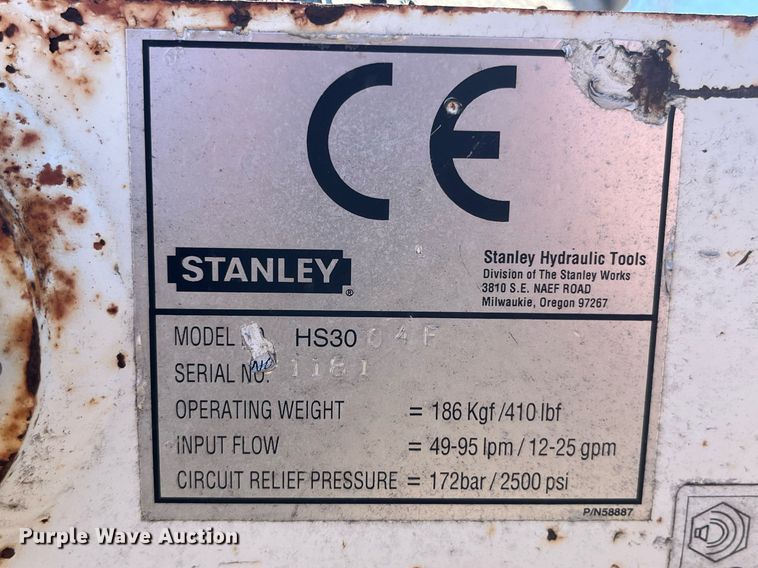 CE
STANLEY®
Stanley Hydraulic Tools
Division of The Stanley Works
3810 S.E. NAEF ROAD
Milwaukie, Oregon 97267
MODEL HS30 04F
SERIAL NO. 1181
OPERATING WEIGHT = 186 Kgf/410 lbf
INPUT FLOW = 49-95 lpm / 12-25 gpm
CIRCUIT RELIEF PRESSURE = 172bar / 2500 psi
P/N58887
Purple Wave Auction